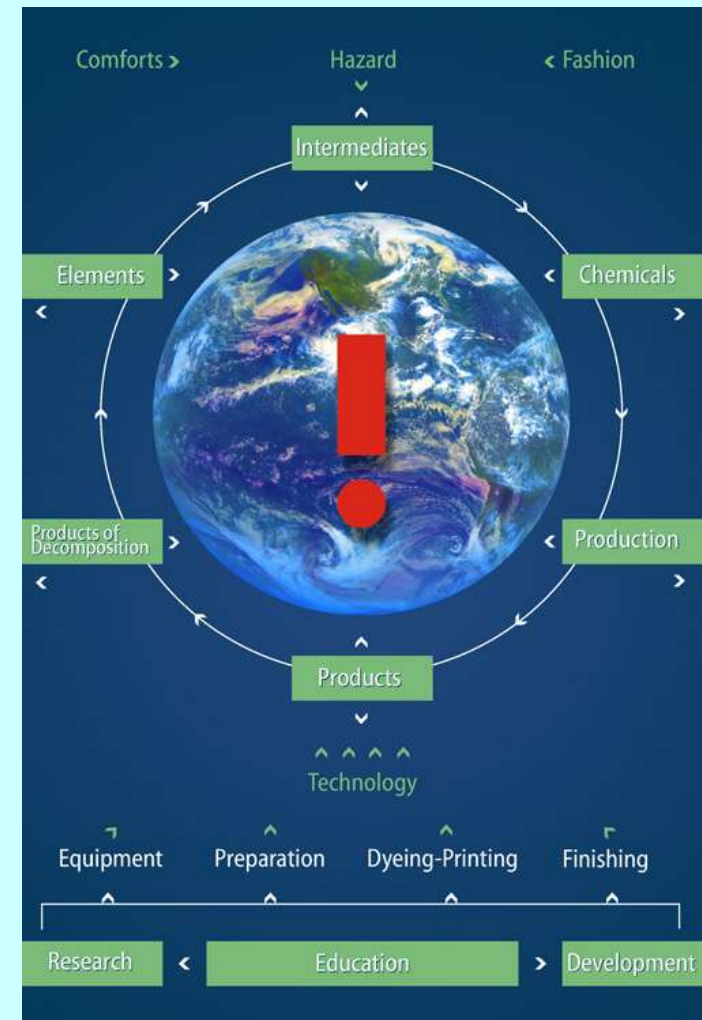 Comforts Hazard Fashion
Intermediates
Elements Chemicals
Products of
Decomposition
Production
Products
Technology
Equipment Preparation Dyeing-Printing Finishing
Research Education Development